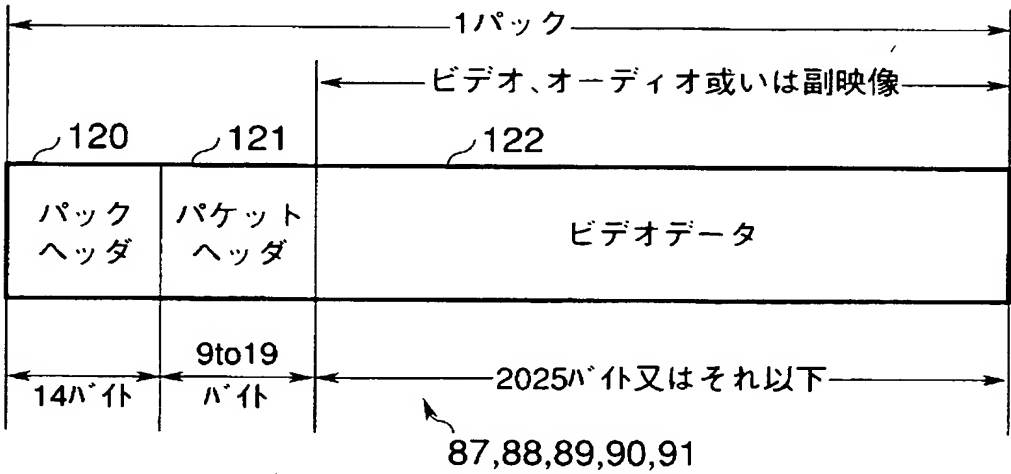 1パック
ビデオ、オーディオ或いは副映像
120
121
122
パック
ヘッダ
パケット
ヘッダ
ビデオデータ
14バイト
9to19
バイト
2025バイト又はそれ以下
87,88,89,90,91